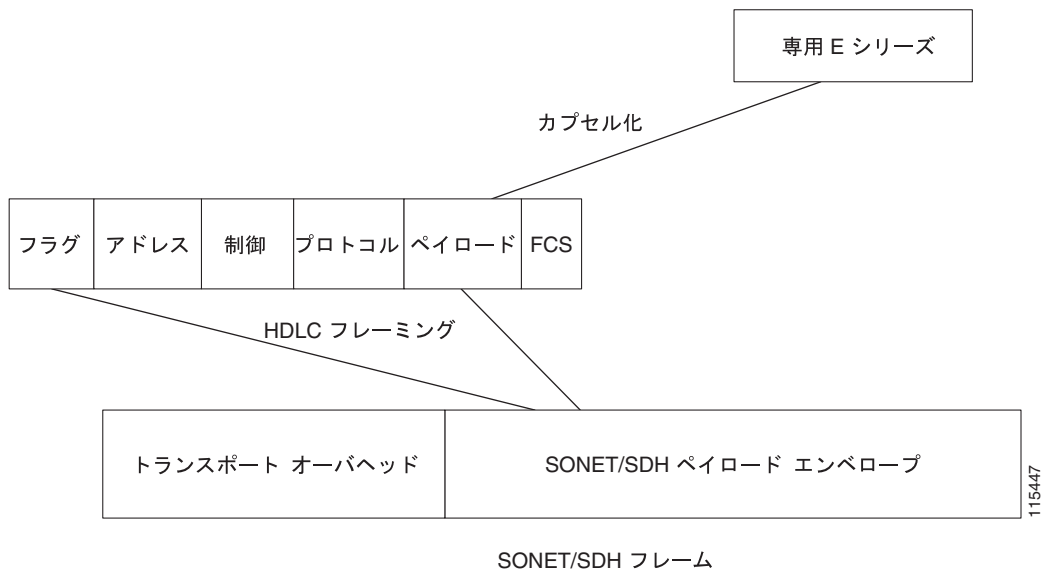 専用 E シリーズ
カプセル化
フラグ
アドレス
制御
プロトコル
ペイロード
FCS
HDLC フレーミング
トランスポート オーバヘッド
SONET/SDH ペイロード エンベロープ
115447
SONET/SDH フレーム